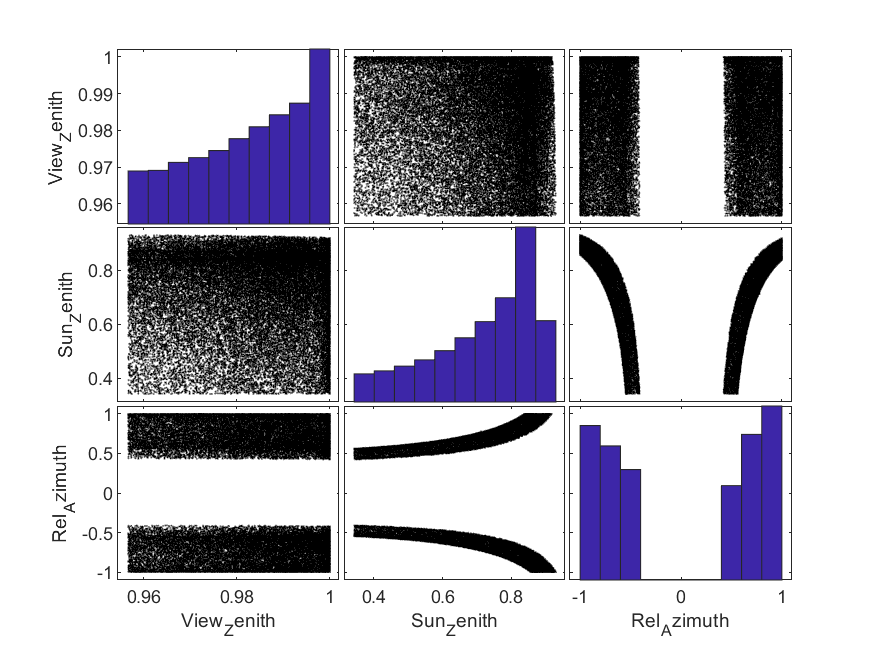 View_Zenith
1
0.99
0.98
0.97
0.96
Sun_Zenith
0.8
0.6
0.4
Rel_Azimuth
1
0.5
0
-0.5
-1
0.96 0.98 1 0.4 0.6 0.8 -1 0 1
View_Zenith Sun_Zenith Rel_Azimuth